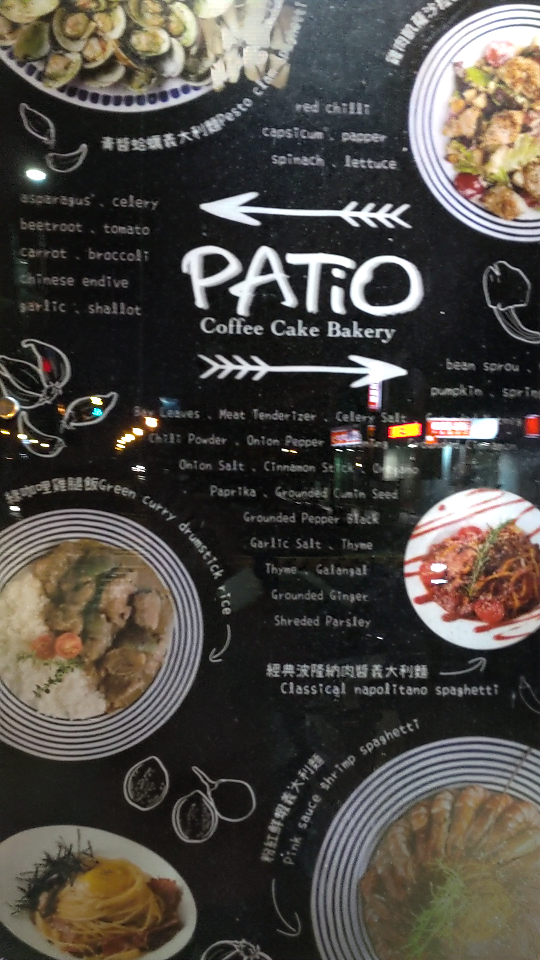 青醬蛤蠣義大利麵Pesto
red chilli
capsicum . papper
spinach . lettuce
asparagus . celery
beetroot . tomato
carrot . broccoli
chinese endive
garlic . shallot
PATiO
Coffee Cake Bakery
bean sprou .
pumpkin .
Bay Leaves . Meat Tenderizer . Celery Salt
Chili Powder . Onion Pepper
Onion Salt . Cinnamon Stick . Oregano
Paprika . Grounded Cumin Seed
Grounded Pepper Black
Garlic Salt . Thyme
Thyme . Galangal
Grounded Ginger
Shredded Parsley
綠咖哩雞腿飯Green curry drumstick rice
經典波隆納肉醬義大利麵
Classical napolitano spaghetti
粉紅鮮蝦義大利麵
Pink sauce shrimp spaghetti